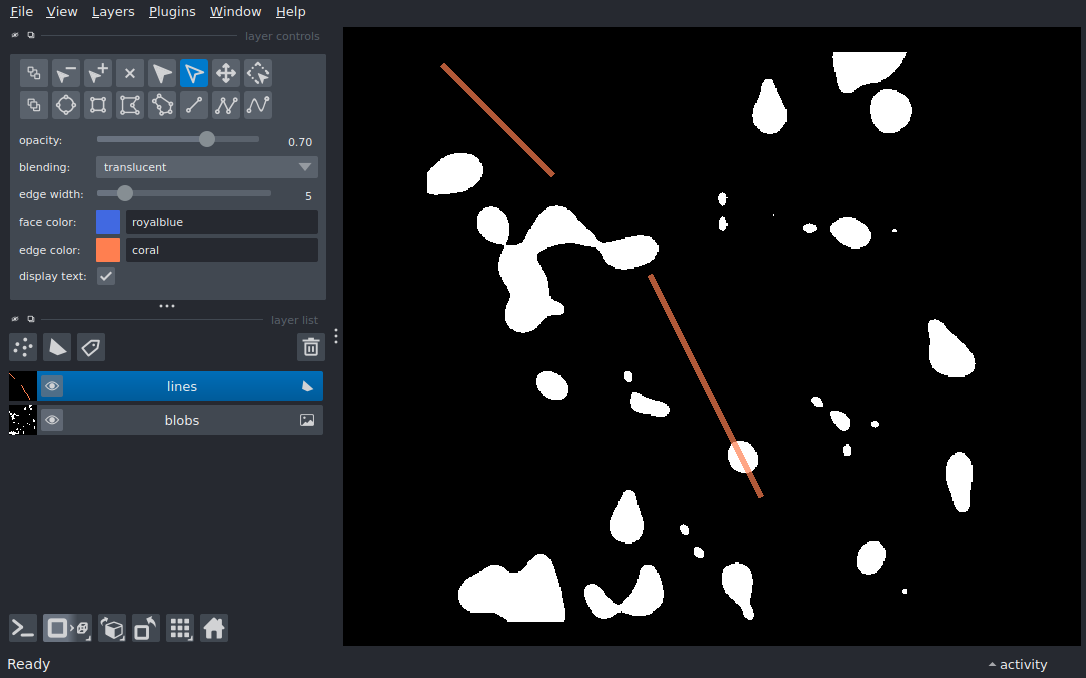 File View Layers Plugins Window Help
layer controls
opacity: 0.70
blending: translucent
edge width: 5
face color: royalblue
edge color: coral
display text:
layer list
lines
blobs
Ready
activity